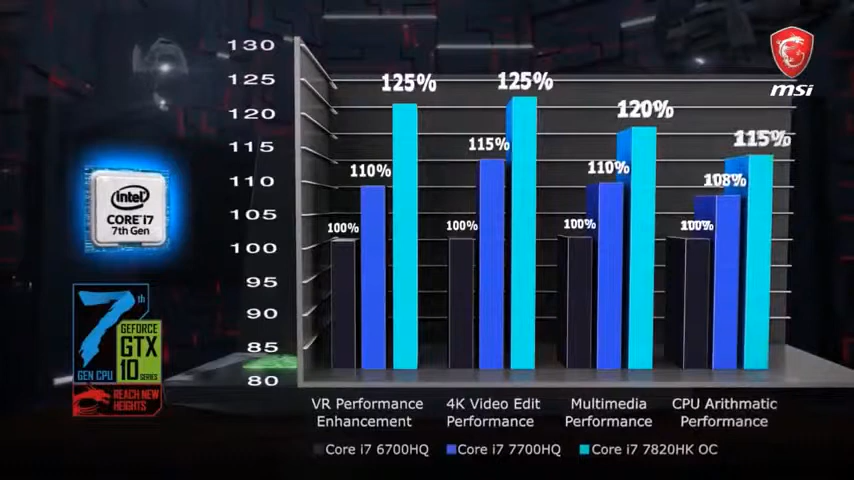 130
125
120
115
110
105
100
95
90
85
80
msi
125%
125%
120%
115%
110%
115%
110%
108%
100%
100%
100%
100%
intel
CORE i7
7th Gen
7th
GEN CPU
GEFORCE
GTX
10 SERIES
REACH NEW
HEIGHTS
VR Performance
Enhancement
4K Video Edit
Performance
Multimedia
Performance
CPU Arithmatic
Performance
Core i7 6700HQ
Core i7 7700HQ
Core i7 7820HK OC